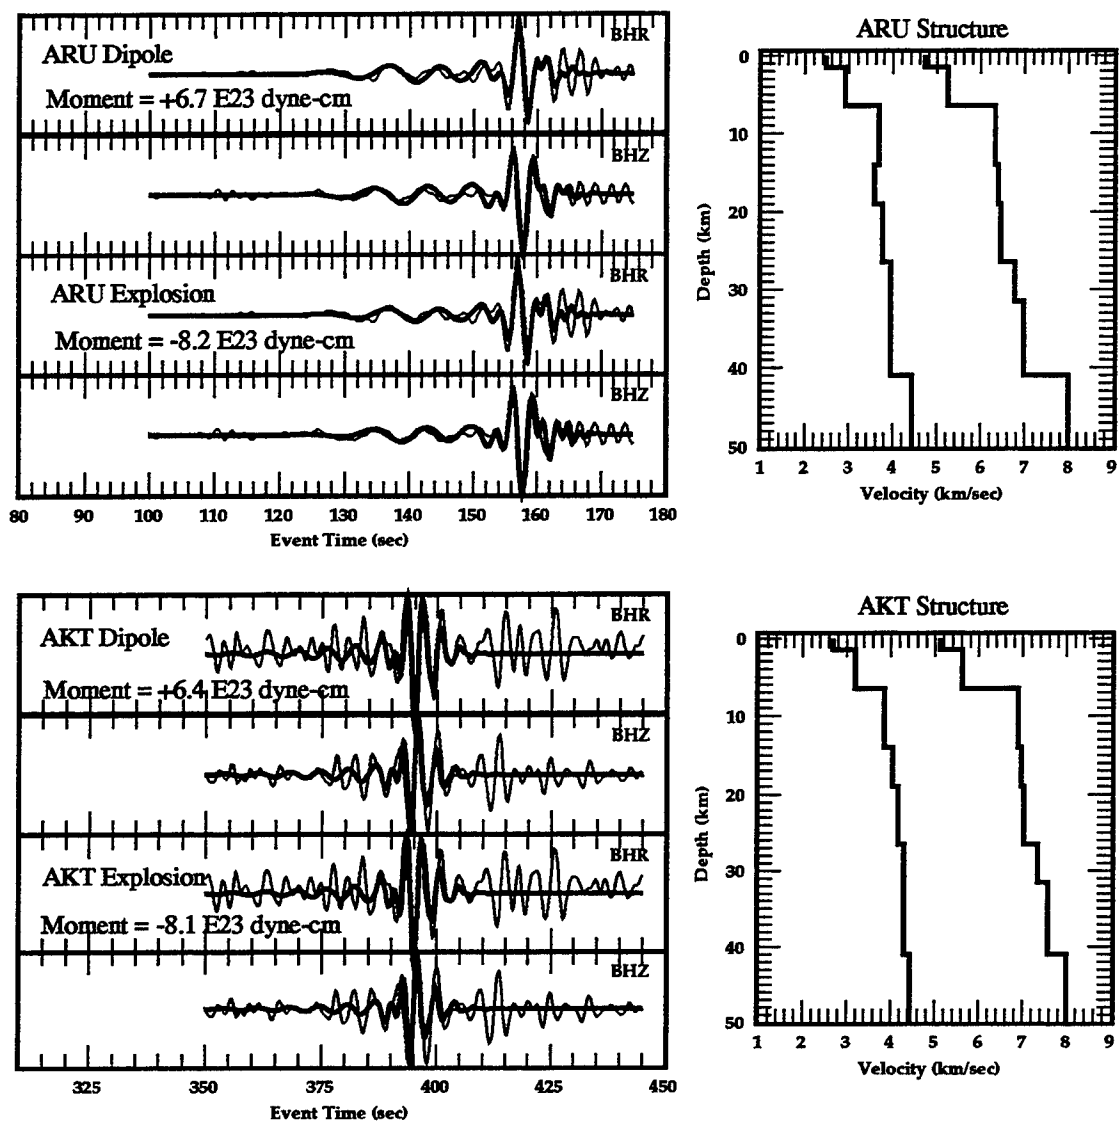 ARU Dipole
BHR
Moment = +6.7 E23 dyne-cm
BHZ
ARU Explosion
BHR
Moment = -8.2 E23 dyne-cm
BHZ
80 90 100 110 120 130 140 150 160 170 180
Event Time (sec)
ARU Structure
0
10
20
30
40
50
Depth (km)
1 2 3 4 5 6 7 8 9
Velocity (km/sec)
AKT Dipole
BHR
Moment = +6.4 E23 dyne-cm
BHZ
AKT Explosion
BHR
Moment = -8.1 E23 dyne-cm
BHZ
325 350 375 400 425 450
Event Time (sec)
AKT Structure
0
10
20
30
40
50
Depth (km)
1 2 3 4 5 6 7 8 9
Velocity (km/sec)